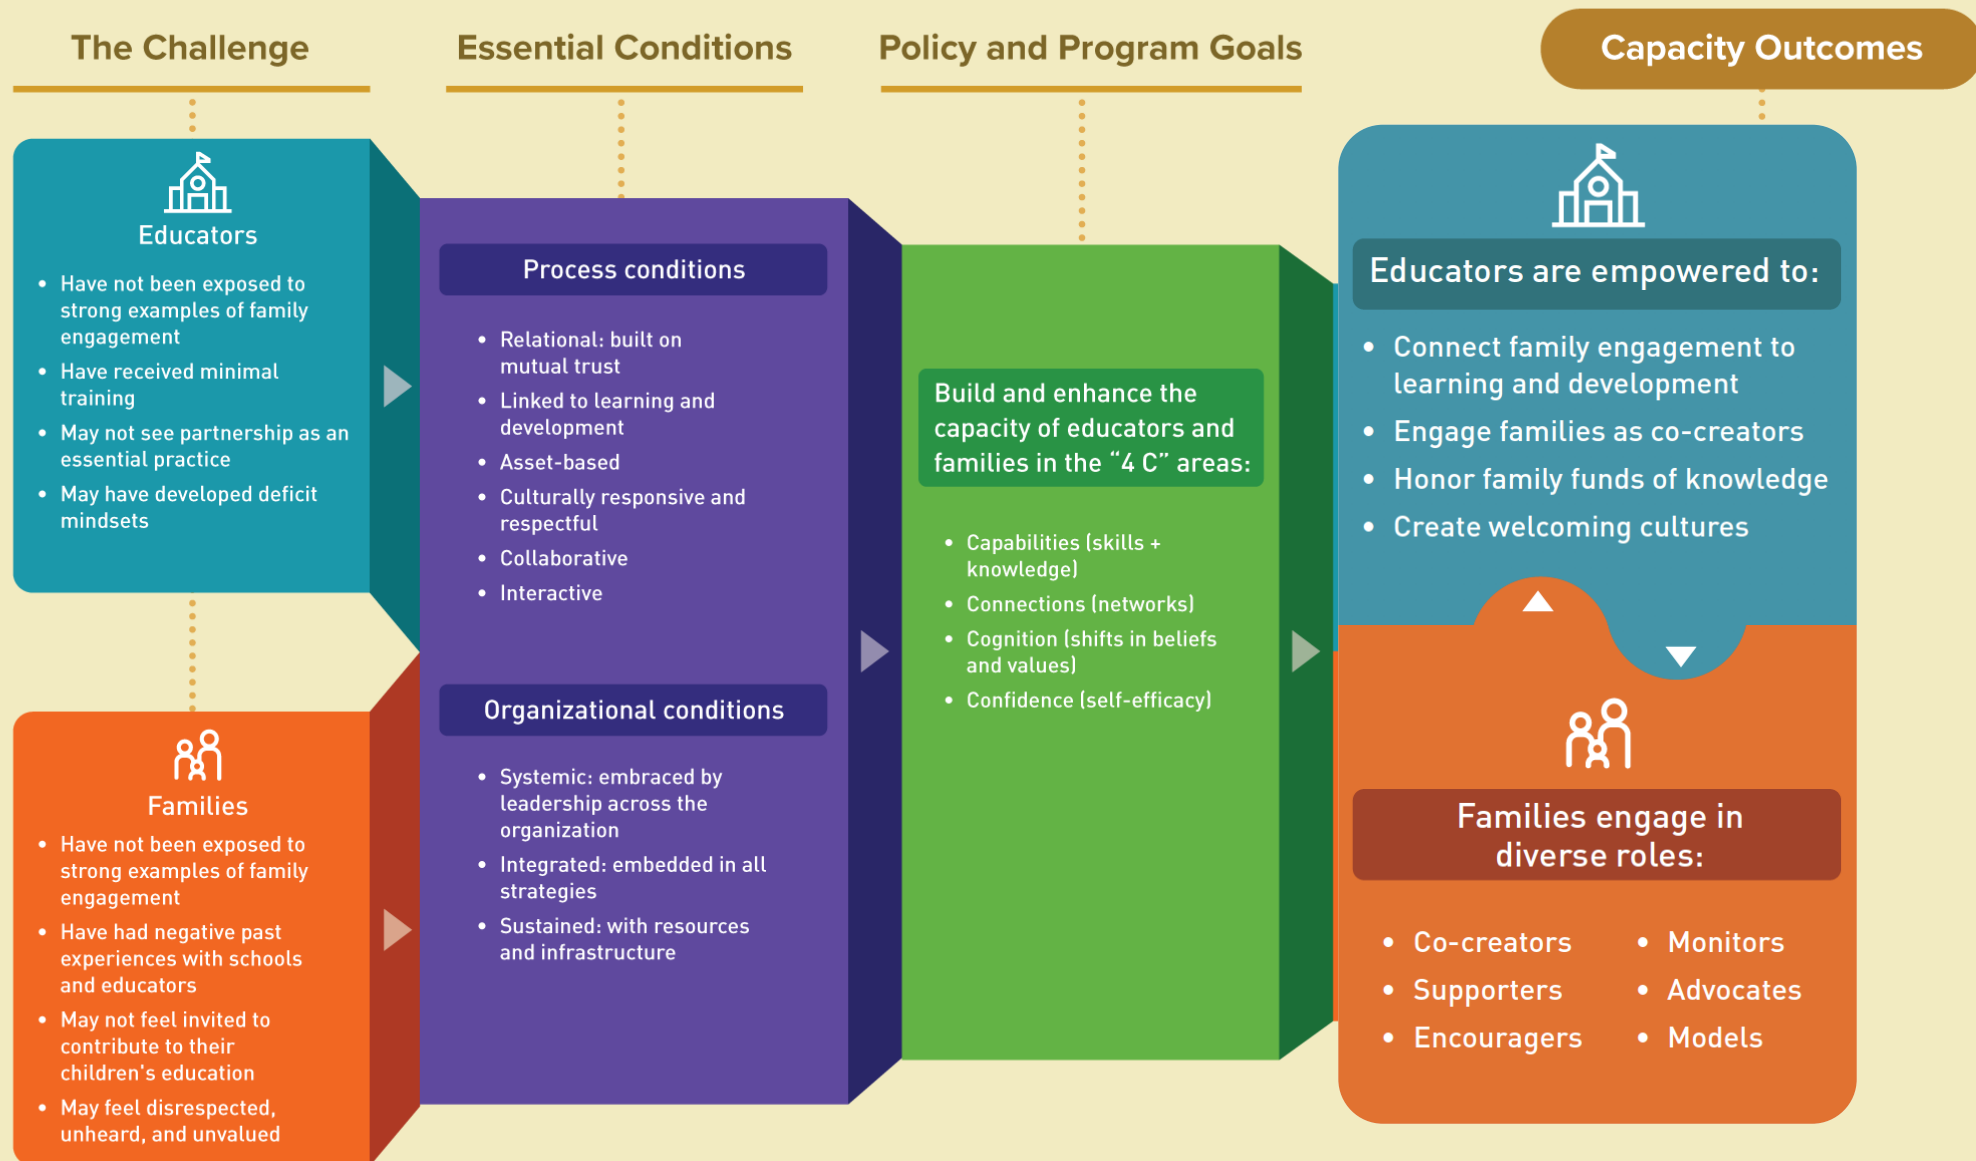 The Challenge
Essential Conditions
Policy and Program Goals
Capacity Outcomes
Educators
• Have not been exposed to
strong examples of family
engagement
• Have received minimal
training
• May not see partnership as an
essential practice
• May have developed deficit
mindsets
Families
• Have not been exposed to
strong examples of family
engagement
• Have had negative past
experiences with schools
and educators
• May not feel invited to
contribute to their
children's education
• May feel disrespected,
unheard, and unvalued
Process conditions
• Relational: built on
mutual trust
• Linked to learning and
development
• Asset-based
• Culturally responsive and
respectful
• Collaborative
• Interactive
Organizational conditions
• Systemic: embraced by
leadership across the
organization
• Integrated: embedded in all
strategies
• Sustained: with resources
and infrastructure
Build and enhance the
capacity of educators and
families in the “4 C” areas:
• Capabilities (skills +
knowledge)
• Connections (networks)
• Cognition (shifts in beliefs
and values)
• Confidence (self-efficacy)
Educators are empowered to:
• Connect family engagement to
learning and development
• Engage families as co-creators
• Honor family funds of knowledge
• Create welcoming cultures
Families engage in
diverse roles:
• Co-creators
• Supporters
• Encouragers
• Monitors
• Advocates
• Models